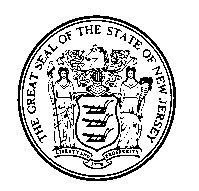 THE GREAT SEAL OF THE STATE OF NEW JERSEY
LIBERTY AND PROSPERITY